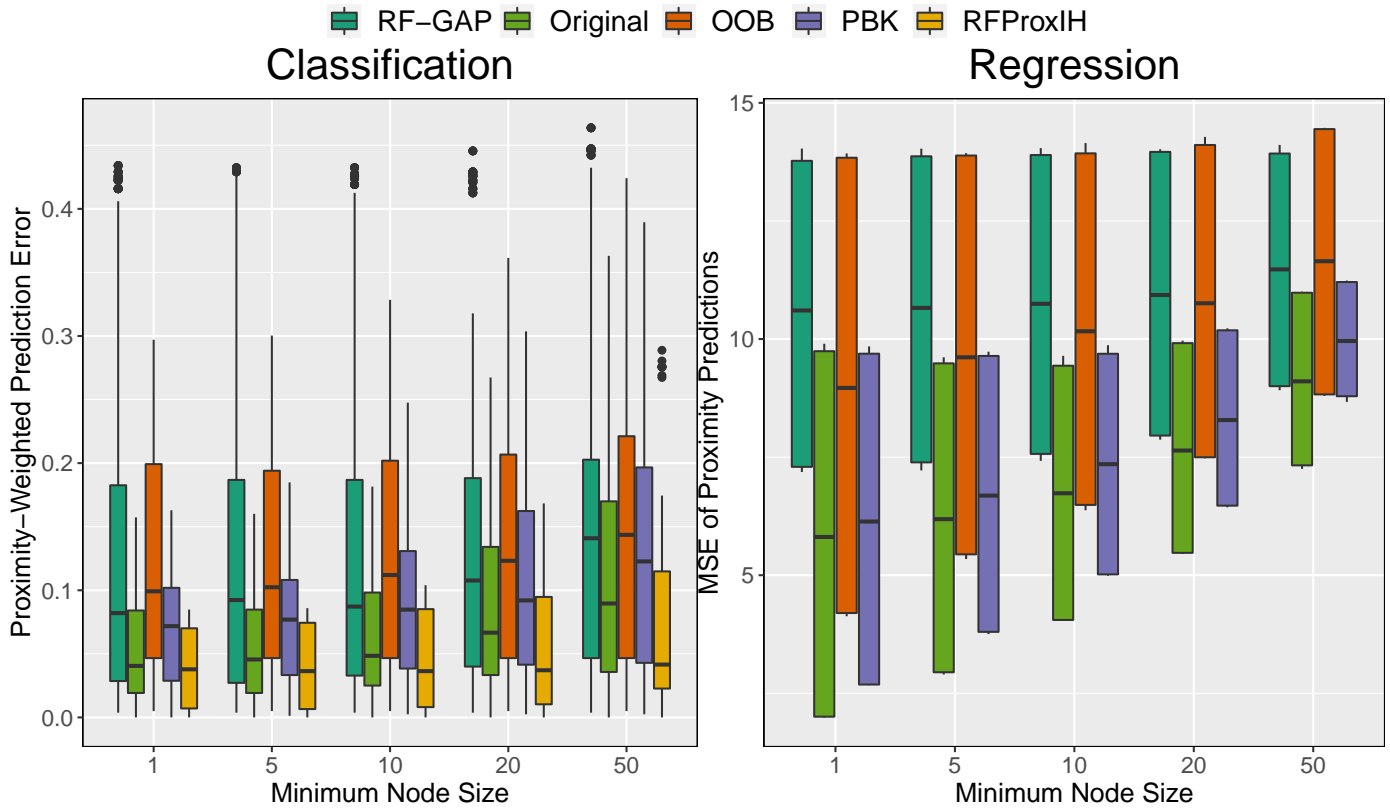 RF−GAP Original OOB PBK RFProxIH
Classification
Regression
Proximity−Weighted Prediction Error
0.4
0.3
0.2
0.1
0.0
1 5 10 20 50
Minimum Node Size
MSE of Proximity Predictions
15
10
5
1 5 10 20 50
Minimum Node Size